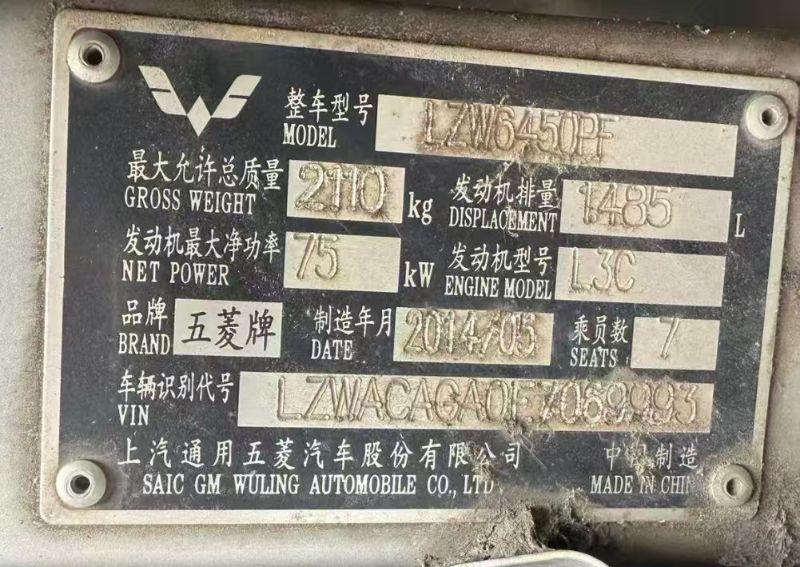 整车型号
MODEL LZW6450PF
最大允许总质量
GROSS WEIGHT 2110 kg
发动机排量
DISPLACEMENT 1.485 L
发动机最大净功率
NET POWER 75 kW
发动机型号
ENGINE MODEL L3C
品牌
BRAND 五菱牌
制造年月
DATE 2014/05
乘员数
SEATS 7
车辆识别代号
VIN LZWACAGA0E7069993
上汽通用五菱汽车股份有限公司
中国制造
SAIC GM WULING AUTOMOBILE CO., LTD
MADE IN CHINA